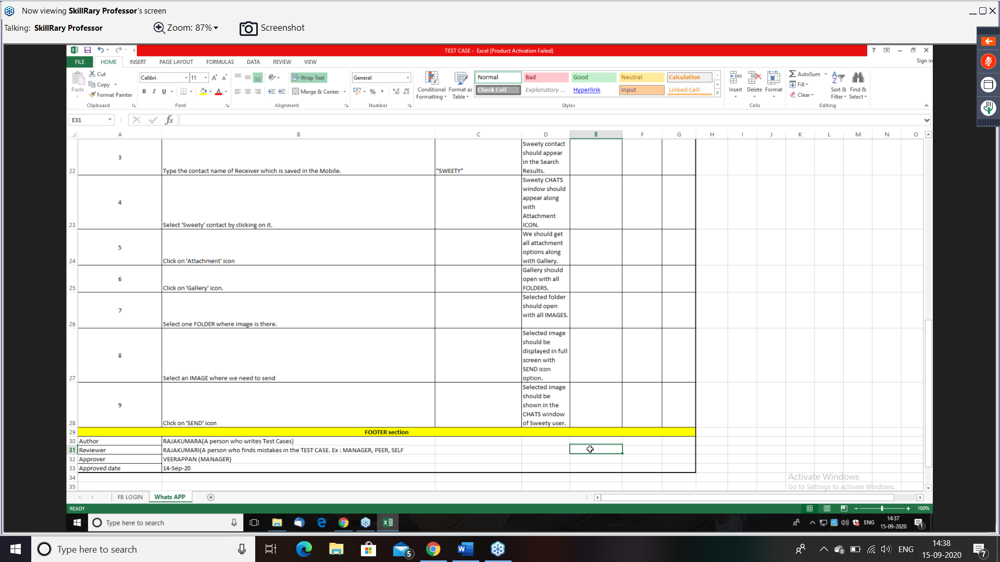 Now viewing SkillRary Professor's screen
Talking: SkillRary Professor
Zoom: 87%
Screenshot
TEST CASE - Excel (Product Activation Failed)
FILE HOME INSERT PAGE LAYOUT FORMULAS DATA REVIEW VIEW
Sign in
Paste
Cut
Copy
Format Painter
Clipboard
Calibri 11
B I U
Font
Wrap Text
Merge & Center
Alignment
General
Number
Conditional Formatting
Format as Table
Normal Bad Good Neutral Calculation
Check Cell Explanatory ... Hyperlink Input Linked Cell
Styles
Insert Delete Format
Cells
AutoSum
Fill
Clear
Sort & Filter
Find & Select
Editing
E31
fx
A B C D E F G H I J K L M N O
22 3 Type the contact name of Receiver which is saved in the Mobile. "SWEETY"
Sweety contact
should appear
in the Search
Results.
23 4 Select 'Sweety' contact by clicking on it.
Sweety CHATS
window should
appear along
with
Attachment
ICON.
24 5 Click on 'Attachment' icon
We should get
all attachment
options along
with Gallery.
25 6 Click on 'Gallery' icon.
Gallery should
open with all
FOLDERS.
26 7 Select one FOLDER where image is there.
Selected folder
should open
with all IMAGES.
27 8 Select an IMAGE where we need to send
Selected image
should be
displayed in full
screen with
SEND icon
option.
28 9 Click on 'SEND' icon
Selected image
should be
shown in the
CHATS window
of Sweety user.
29 FOOTER section
30 Author RAJAKUMARA(A person who writes Test Cases)
31 Reviewer RAJAKUMARI(A person who finds mistakes in the TEST CASE. Ex : MANAGER, PEER, SELF
32 Approver VEERAPPAN (MANAGER)
33 Approved date 14-Sep-20
34
35
Activate Windows
Go to Settings to activate Windows.
FB LOGIN Whats APP
READY
100%
Type here to search
ENG
14:37
15-09-2020
1
Type here to search
5
ENG
14:38
15-09-2020
7